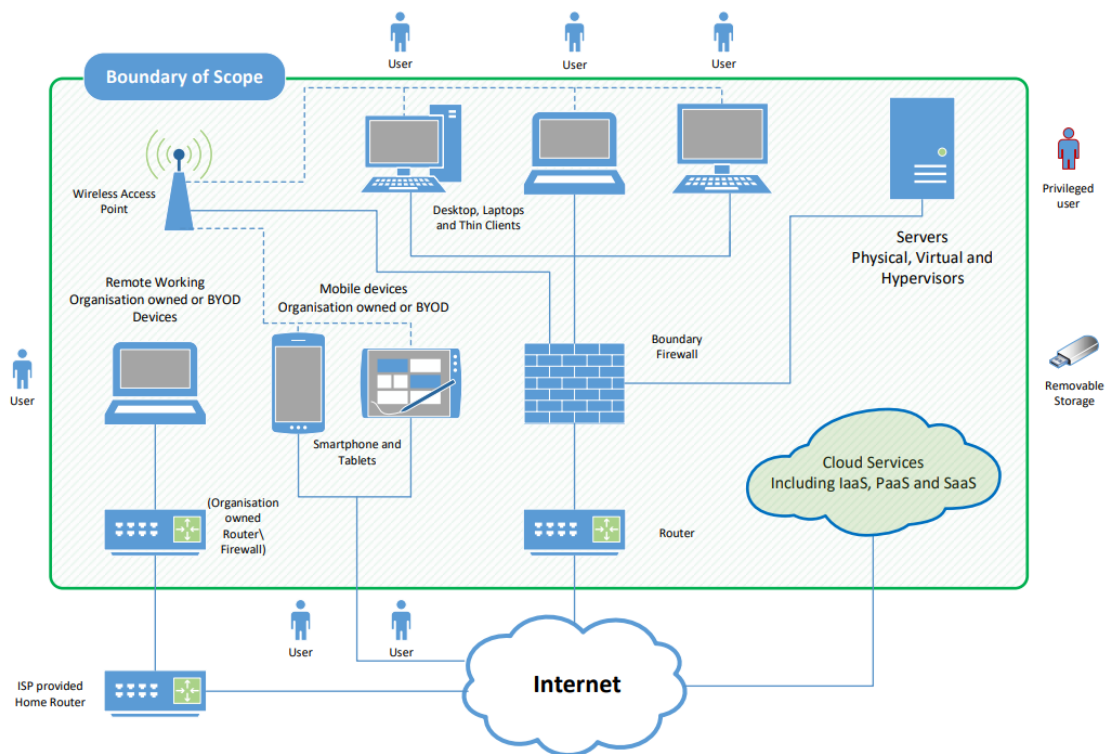 User
User
User
Boundary of Scope
Wireless Access
Point
Desktop, Laptops
and Thin Clients
Privileged
user
Servers
Physical, Virtual and
Hypervisors
Remote Working
Organisation owned or BYOD
Devices
Mobile devices
Organisation owned or BYOD
Boundary
Firewall
User
Removable
Storage
Smartphone and
Tablets
Cloud Services
Including IaaS, PaaS and SaaS
(Organisation
owned
Router\
Firewall)
Router
User
User
ISP provided
Home Router
Internet